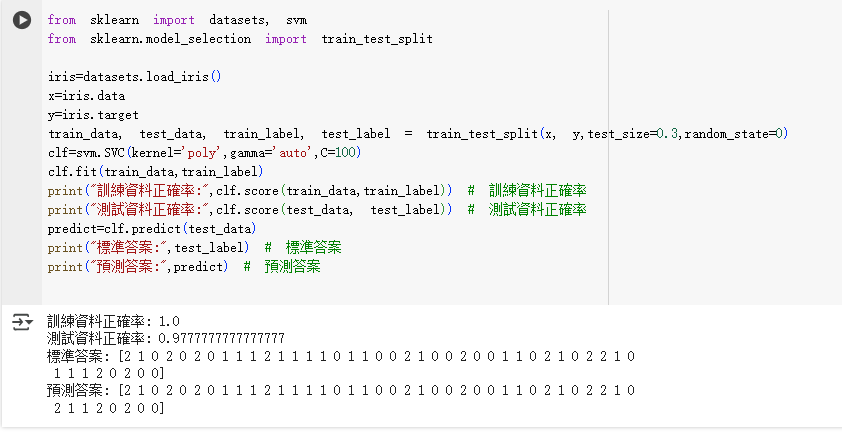 from sklearn import datasets, svm
from sklearn.model_selection import train_test_split
iris=datasets.load_iris()
x=iris.data
y=iris.target
train_data, test_data, train_label, test_label = train_test_split(x, y,test_size=0.3,random_state=0)
clf=svm.SVC(kernel='poly',gamma='auto',C=100)
clf.fit(train_data,train_label)
print("訓練資料正確率:",clf.score(train_data,train_label)) # 訓練資料正確率
print("測試資料正確率:",clf.score(test_data, test_label)) # 測試資料正確率
predict=clf.predict(test_data)
print("標準答案:",test_label) # 標準答案
print("預測答案:",predict) # 預測答案
訓練資料正確率: 1.0
測試資料正確率: 0.9777777777777777
標準答案: [2 1 0 2 0 2 0 1 1 1 2 1 1 1 1 0 1 1 0 0 2 1 0 0 2 0 0 1 1 0 2 1 0 2 2 1 0
1 1 1 2 0 2 0 0]
預測答案: [2 1 0 2 0 2 0 1 1 1 2 1 1 1 1 0 1 1 0 0 2 1 0 0 2 0 0 1 1 0 2 1 0 2 2 1 0
2 1 1 2 0 2 0 0]